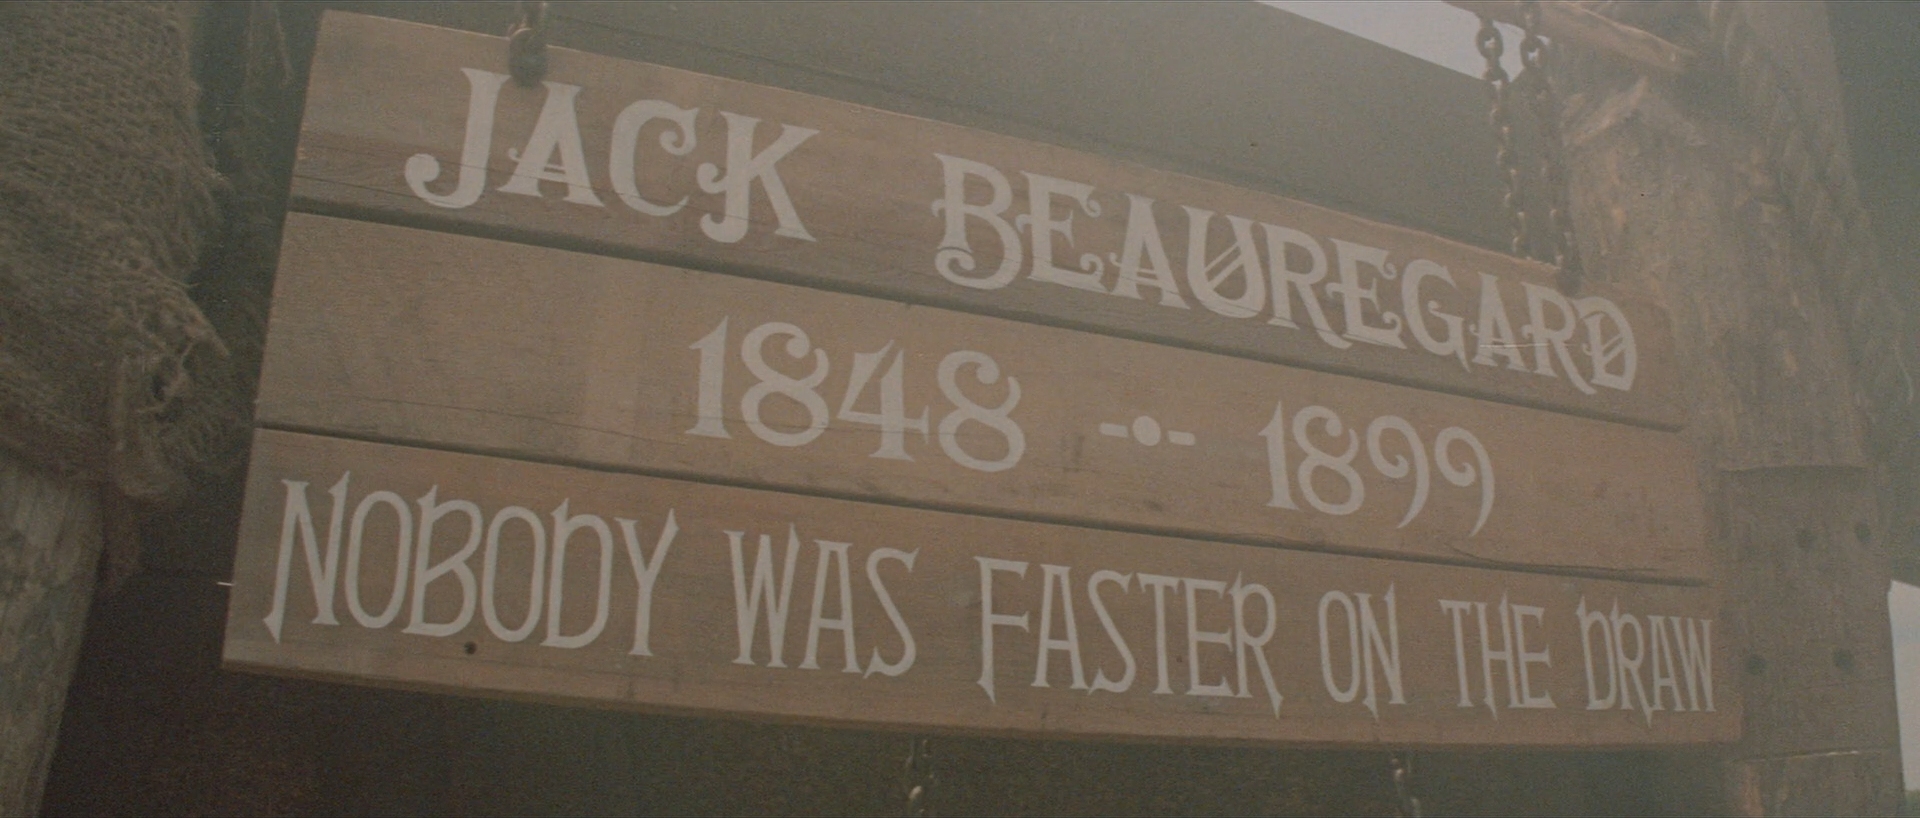 JACK BEAUREGARD
1848 -•- 1899
NOBODY WAS FASTER ON THE DRAW